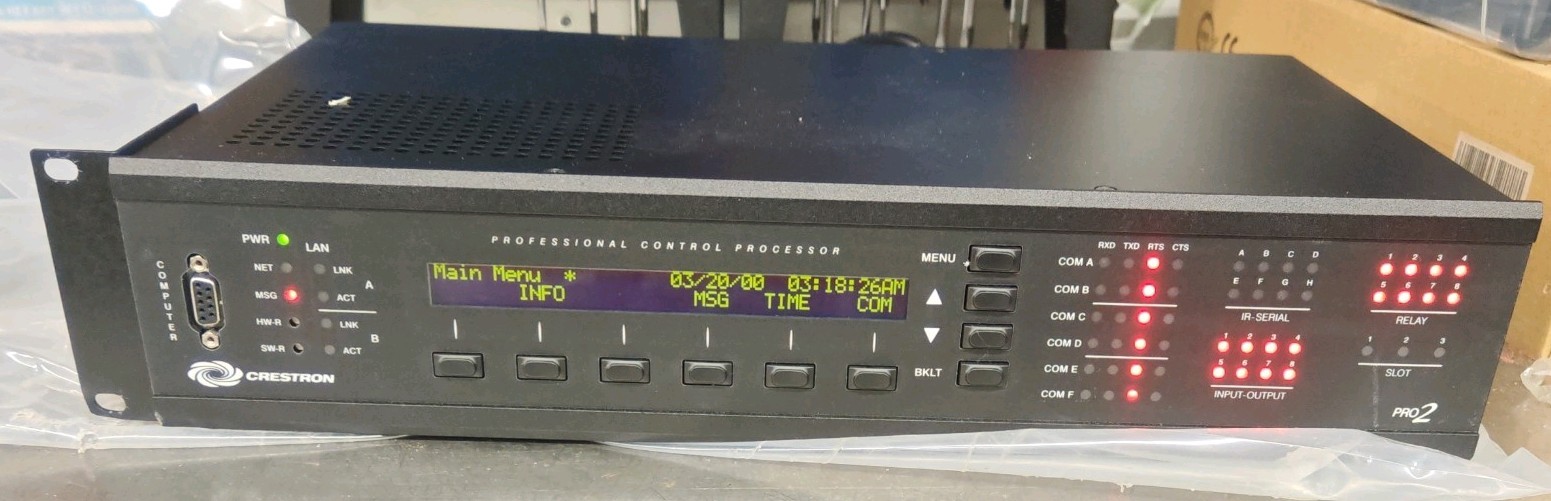 PROFESSIONAL CONTROL PROCESSOR
COMPUTER
PWR
LAN
NET
LNK
A
MSG
ACT
HW-R
LNK
B
SW-R
ACT
CRESTRON
Main Menu * 03/20/00 03:18:26AM
INFO MSG TIME COM
MENU
BKLT
RXD TXD RTS CTS
COM A
COM B
COM C
COM D
COM E
COM F
A B C D
E F G H
IR-SERIAL
1 2 3 4
5 6 7 8
INPUT-OUTPUT
1 2 3 4
5 6 7 8
RELAY
1 2 3
SLOT
PRO2